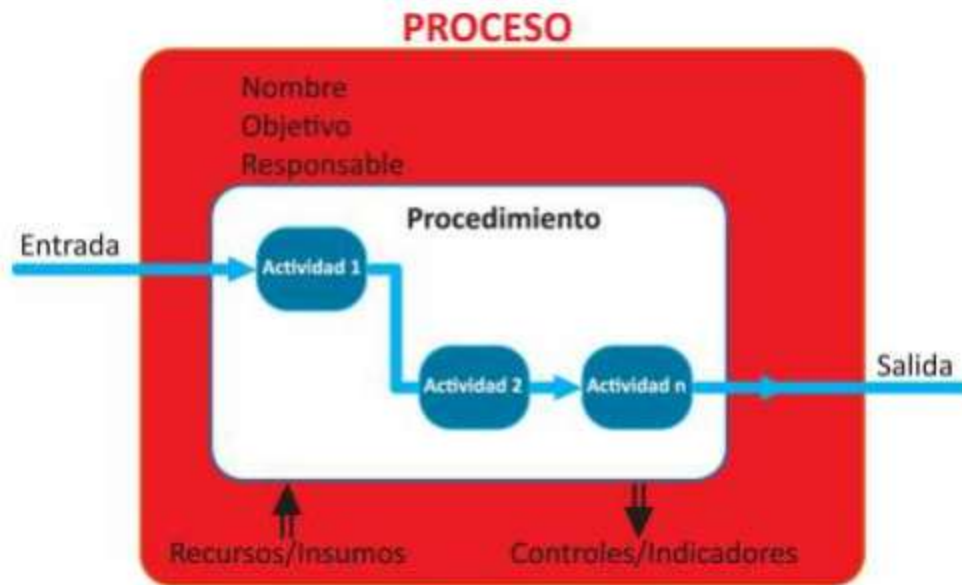 PROCESO
Nombre
Objetivo
Responsable
Procedimiento
Entrada
Actividad 1
Actividad 2
Actividad n
Salida
Recursos/Insumos
Controles/Indicadores